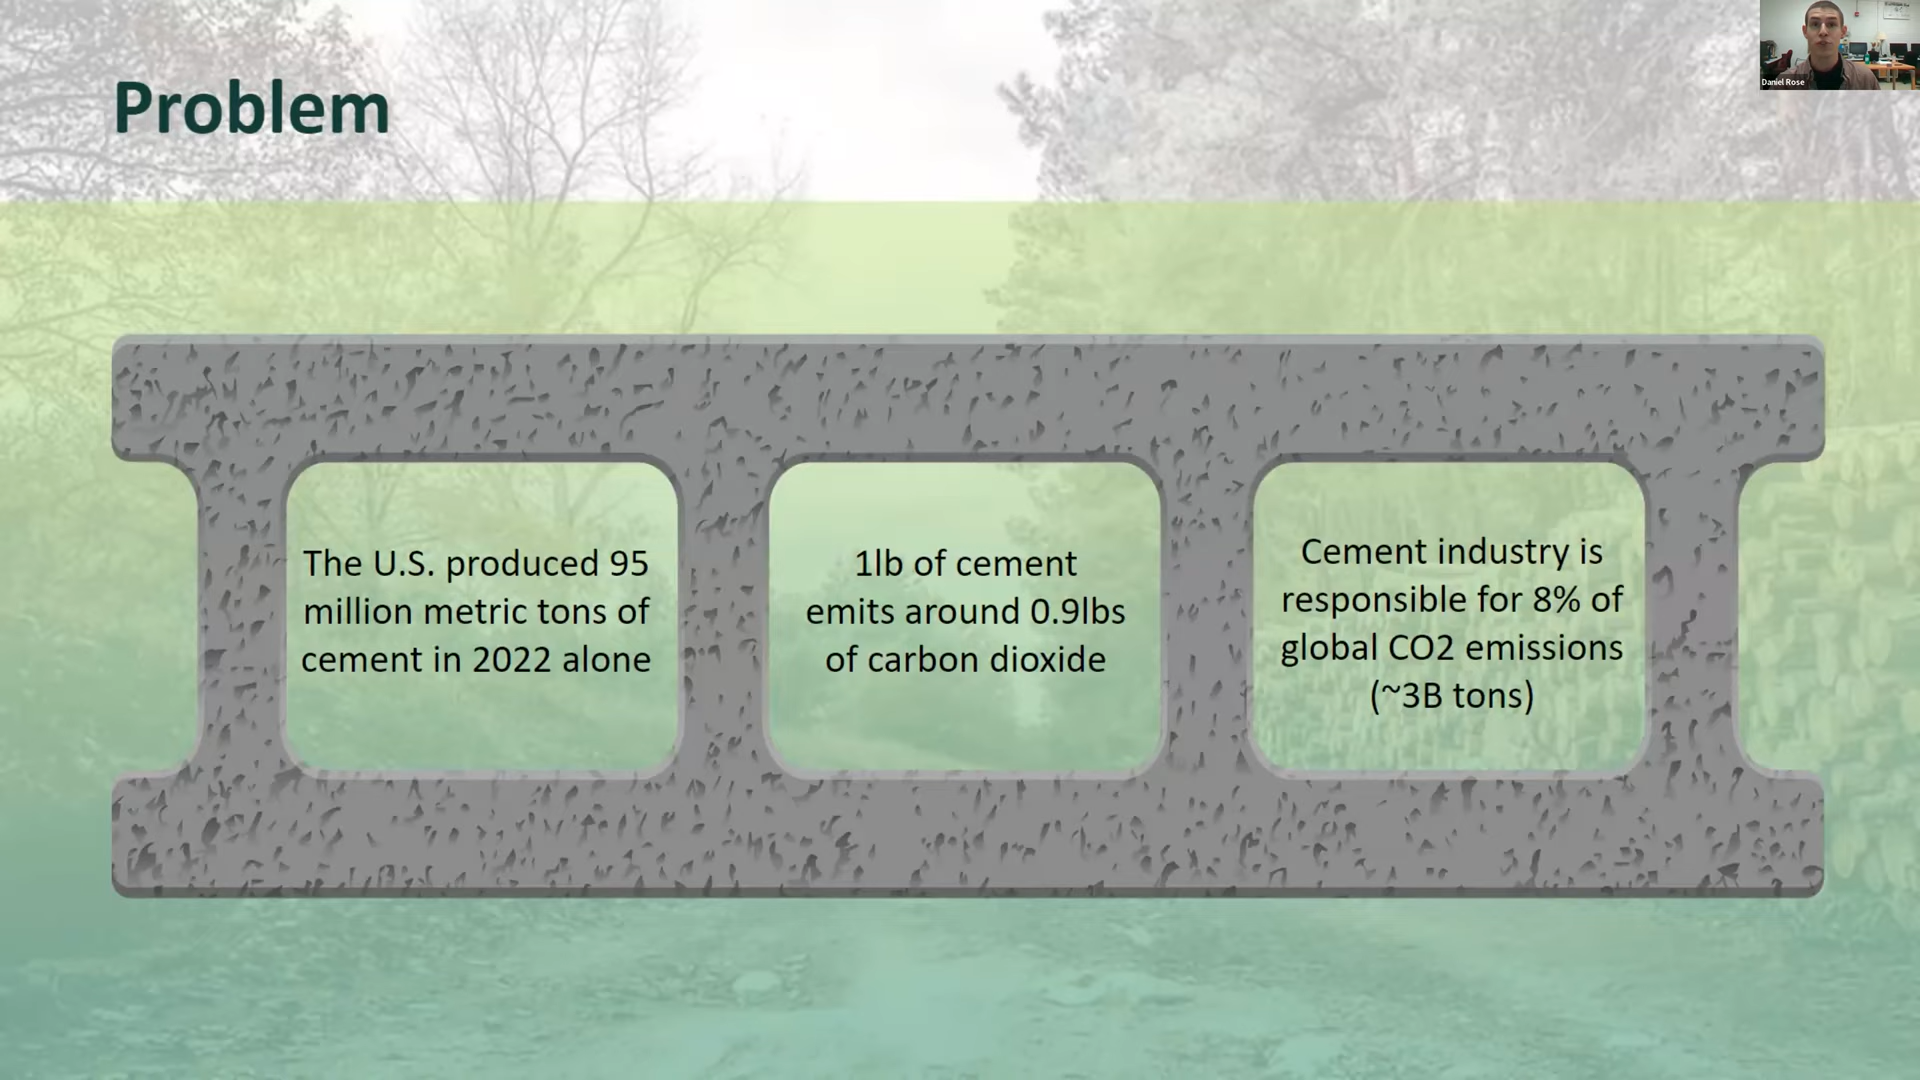 Problem
The U.S. produced 95
million metric tons of
cement in 2022 alone
1lb of cement
emits around 0.9lbs
of carbon dioxide
Cement industry is
responsible for 8% of
global CO2 emissions
(~3B tons)
Daniel Rose